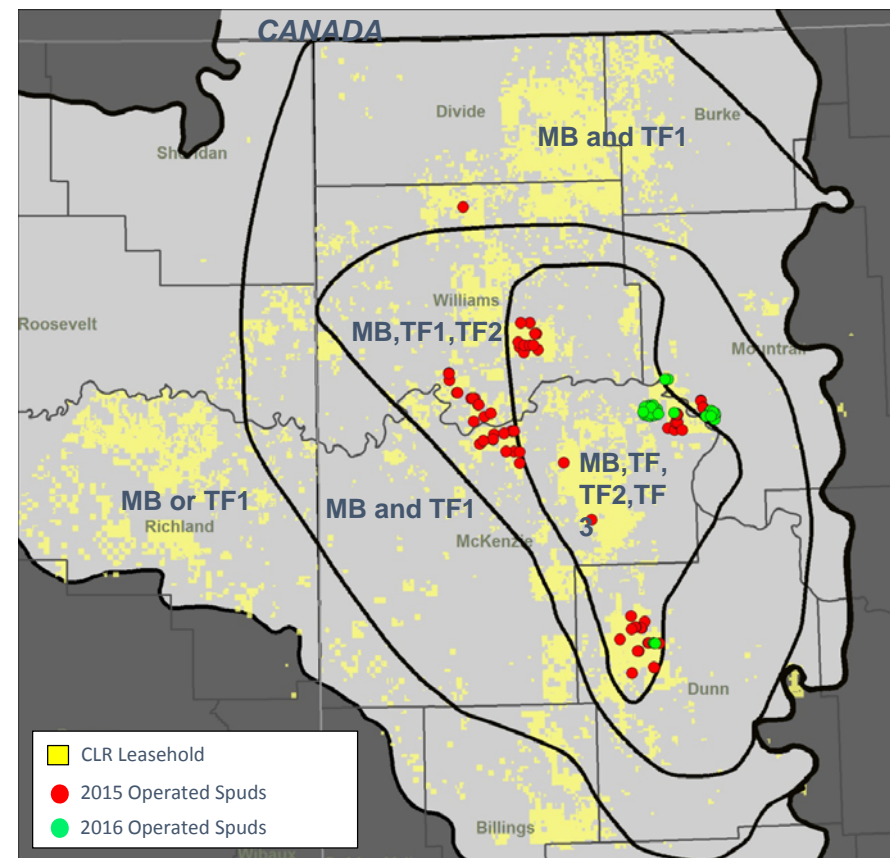 CANADA
Divide
Burke
MB and TF1
Sheridan
Williams
Roosevelt
MB,TF1,TF2
Mountrail
MB,TF,
TF2,TF
3
MB or TF1
MB and TF1
Richland
McKenzie
Dunn
CLR Leasehold
2015 Operated Spuds
2016 Operated Spuds
Billings
Wibaux